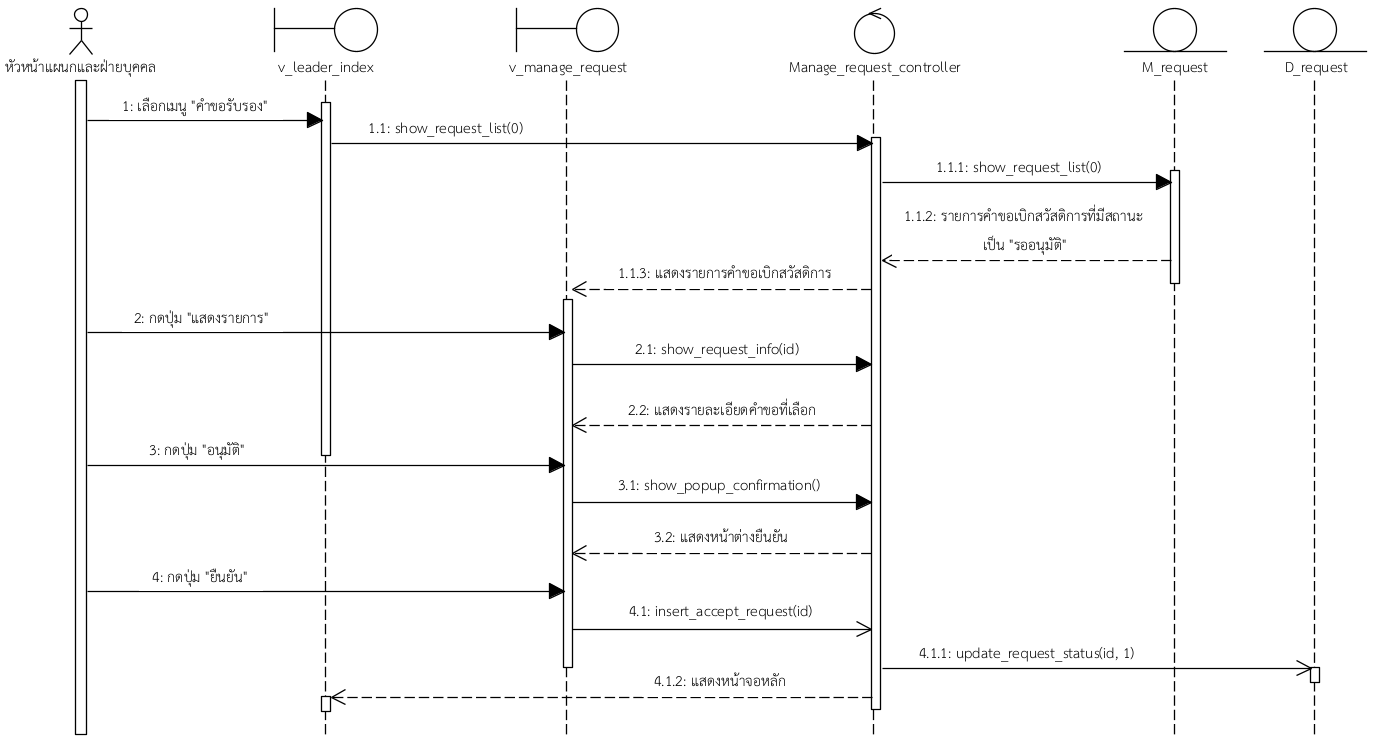 หัวหน้าแผนกและฝ่ายบุคคล
v_leader_index
v_manage_request
Manage_request_controller
M_request
D_request
1: เลือกเมนู "คำขอรับรอง"
1.1: show_request_list(0)
1.1.1: show_request_list(0)
1.1.2: รายการคำขอเบิกสวัสดิการที่มีสถานะ
เป็น "รออนุมัติ"
1.1.3: แสดงรายการคำขอเบิกสวัสดิการ
2: กดปุ่ม "แสดงรายการ"
2.1: show_request_info(id)
2.2: แสดงรายละเอียดคำขอที่เลือก
3: กดปุ่ม "อนุมัติ"
3.1: show_popup_confirmation()
3.2: แสดงหน้าต่างยืนยัน
4: กดปุ่ม "ยืนยัน"
4.1: insert_accept_request(id)
4.1.1: update_request_status(id, 1)
4.1.2: แสดงหน้าจอหลัก